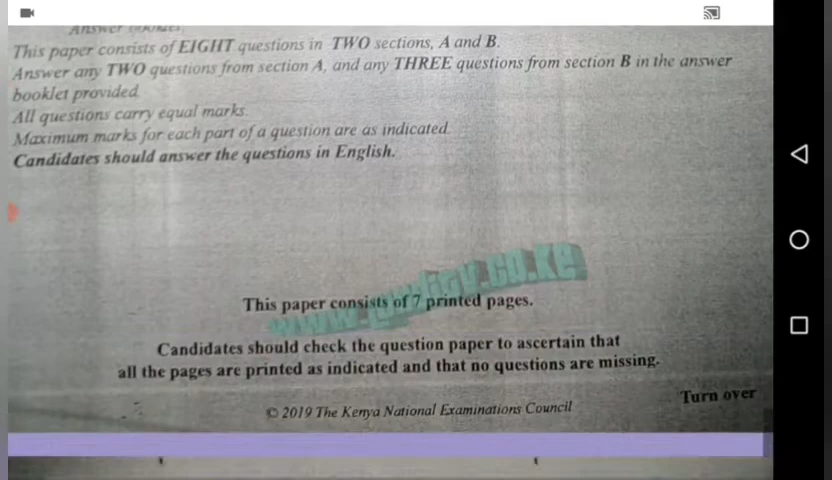 Answer booklet.
This paper consists of EIGHT questions in TWO sections, A and B.
Answer any TWO questions from section A, and any THREE questions from section B in the answer
booklet provided.
All questions carry equal marks.
Maximum marks for each part of a question are as indicated.
Candidates should answer the questions in English.
This paper consists of 7 printed pages.
Candidates should check the question paper to ascertain that
all the pages are printed as indicated and that no questions are missing.
© 2019 The Kenya National Examinations Council
Turn over